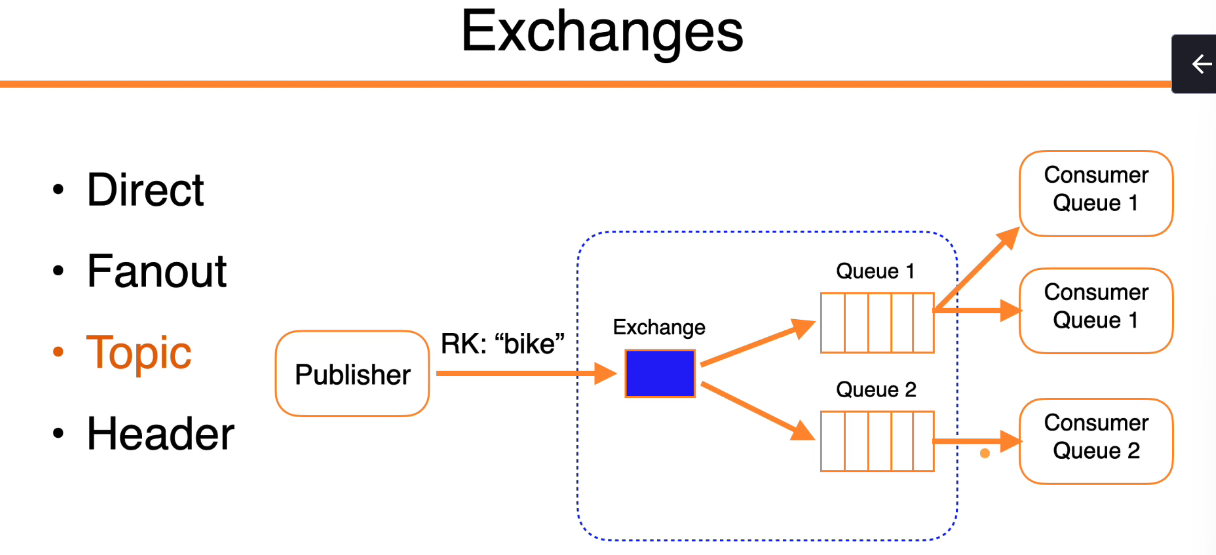 Exchanges
• Direct
• Fanout
• Topic
• Header
Publisher
RK: “bike”
Exchange
Queue 1
Queue 2
Consumer
Queue 1
Consumer
Queue 1
Consumer
Queue 2